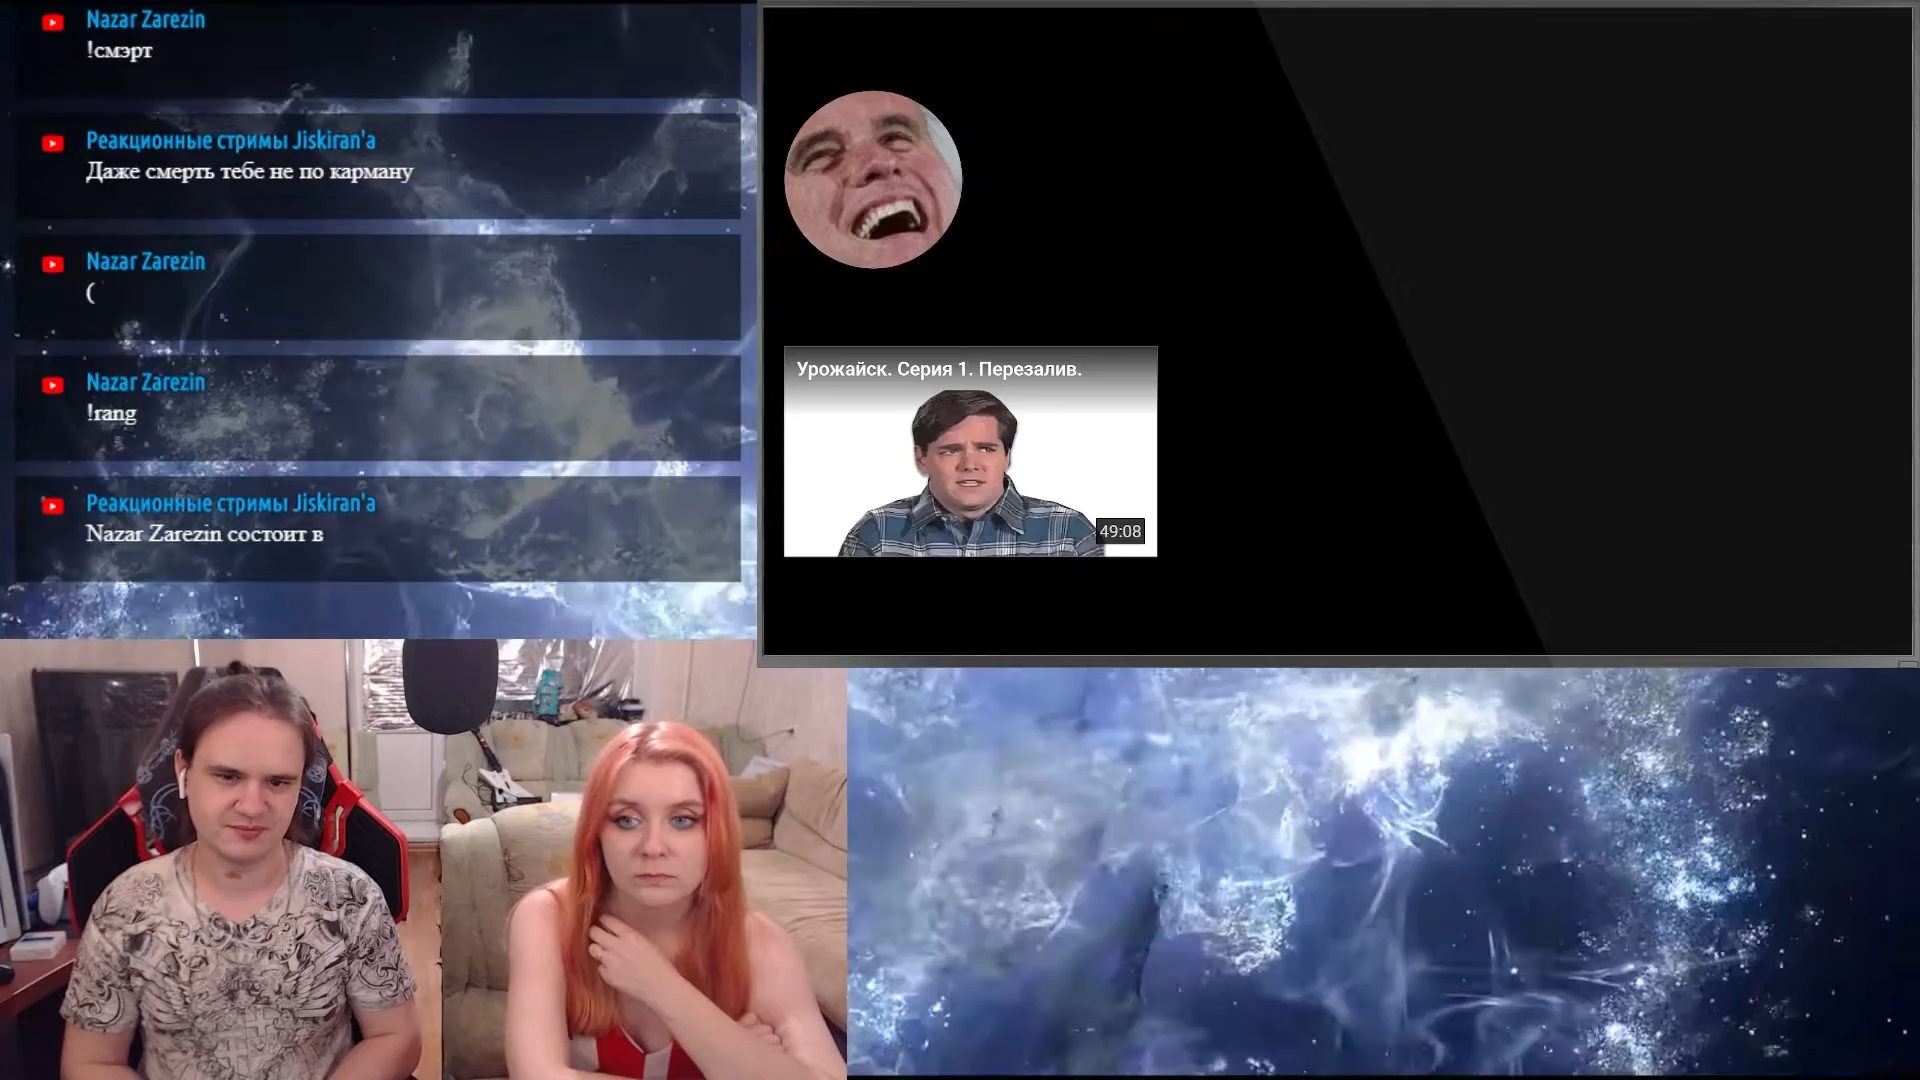 Nazar Zarezin
!смэрт
Реакционные стримы Jiskiran'a
Даже смерть тебе не по карману
Nazar Zarezin
(
Nazar Zarezin
!rang
Реакционные стримы Jiskiran'a
Nazar Zarezin состоит в
Урожайск. Серия 1. Перезалив.
49:08